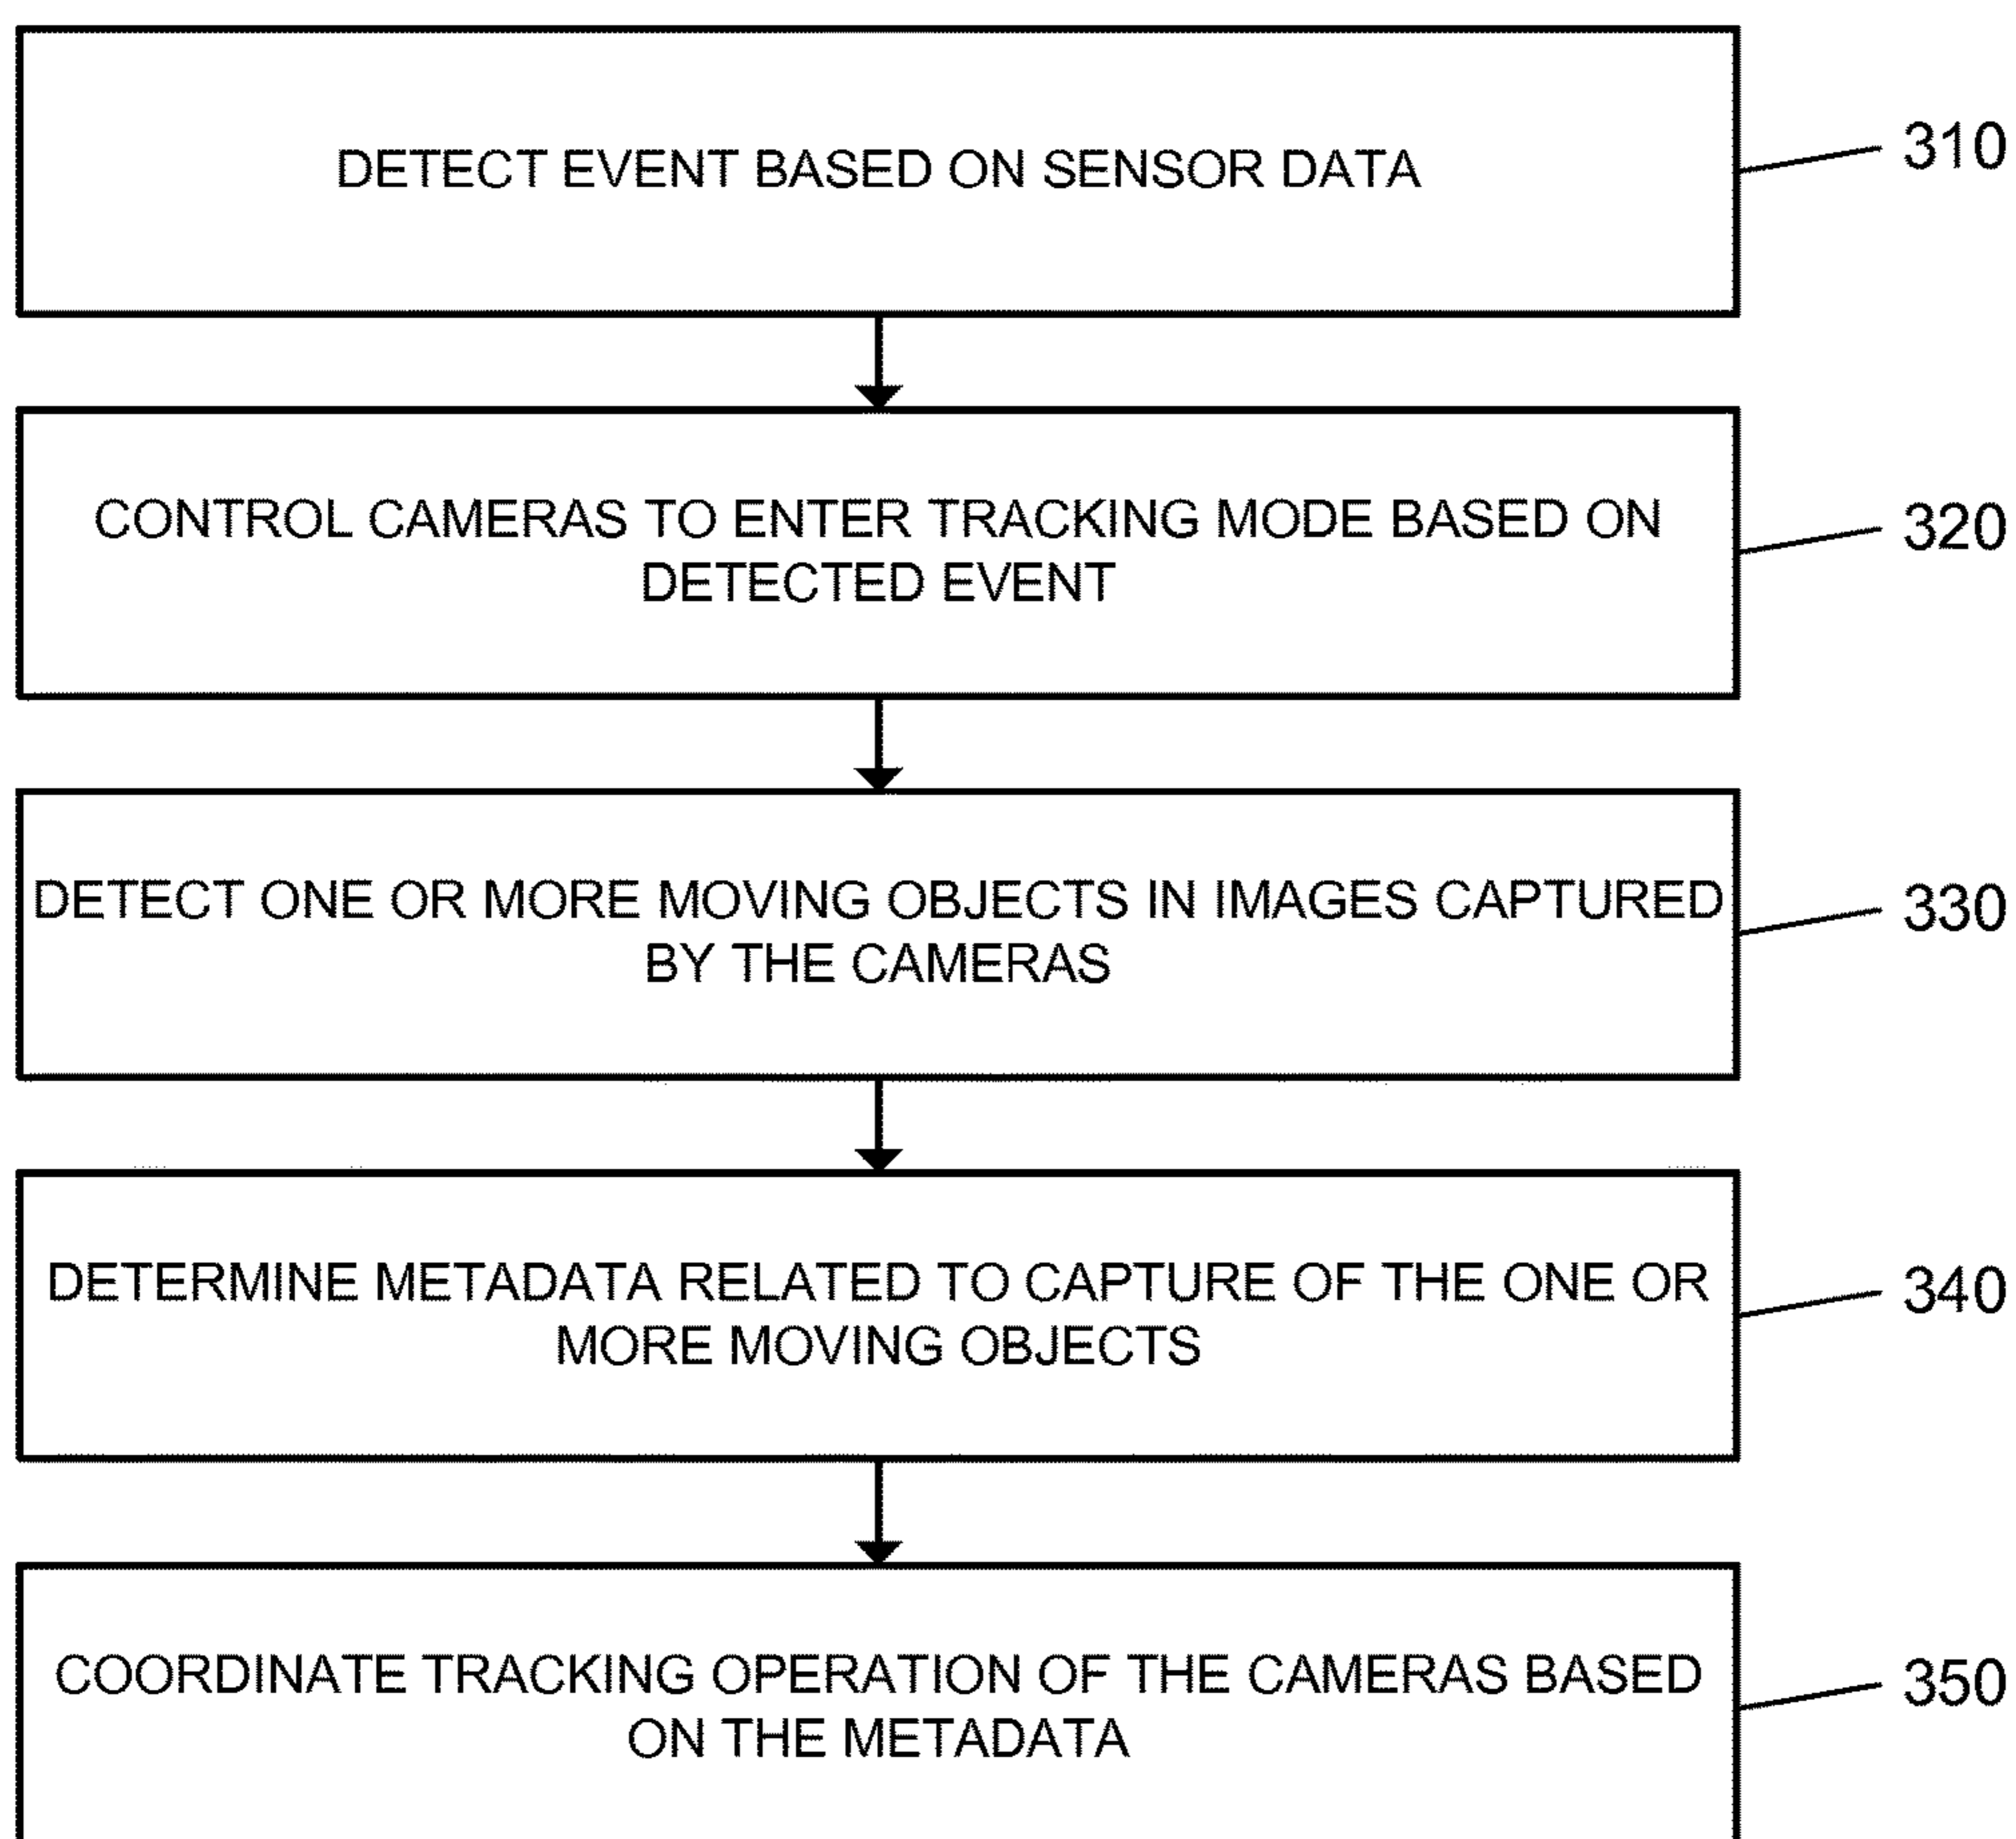 DETECT EVENT BASED ON SENSOR DATA
310
CONTROL CAMERAS TO ENTER TRACKING MODE BASED ON
DETECTED EVENT
320
DETECT ONE OR MORE MOVING OBJECTS IN IMAGES CAPTURED
BY THE CAMERAS
330
DETERMINE METADATA RELATED TO CAPTURE OF THE ONE OR
MORE MOVING OBJECTS
340
COORDINATE TRACKING OPERATION OF THE CAMERAS BASED
ON THE METADATA
350